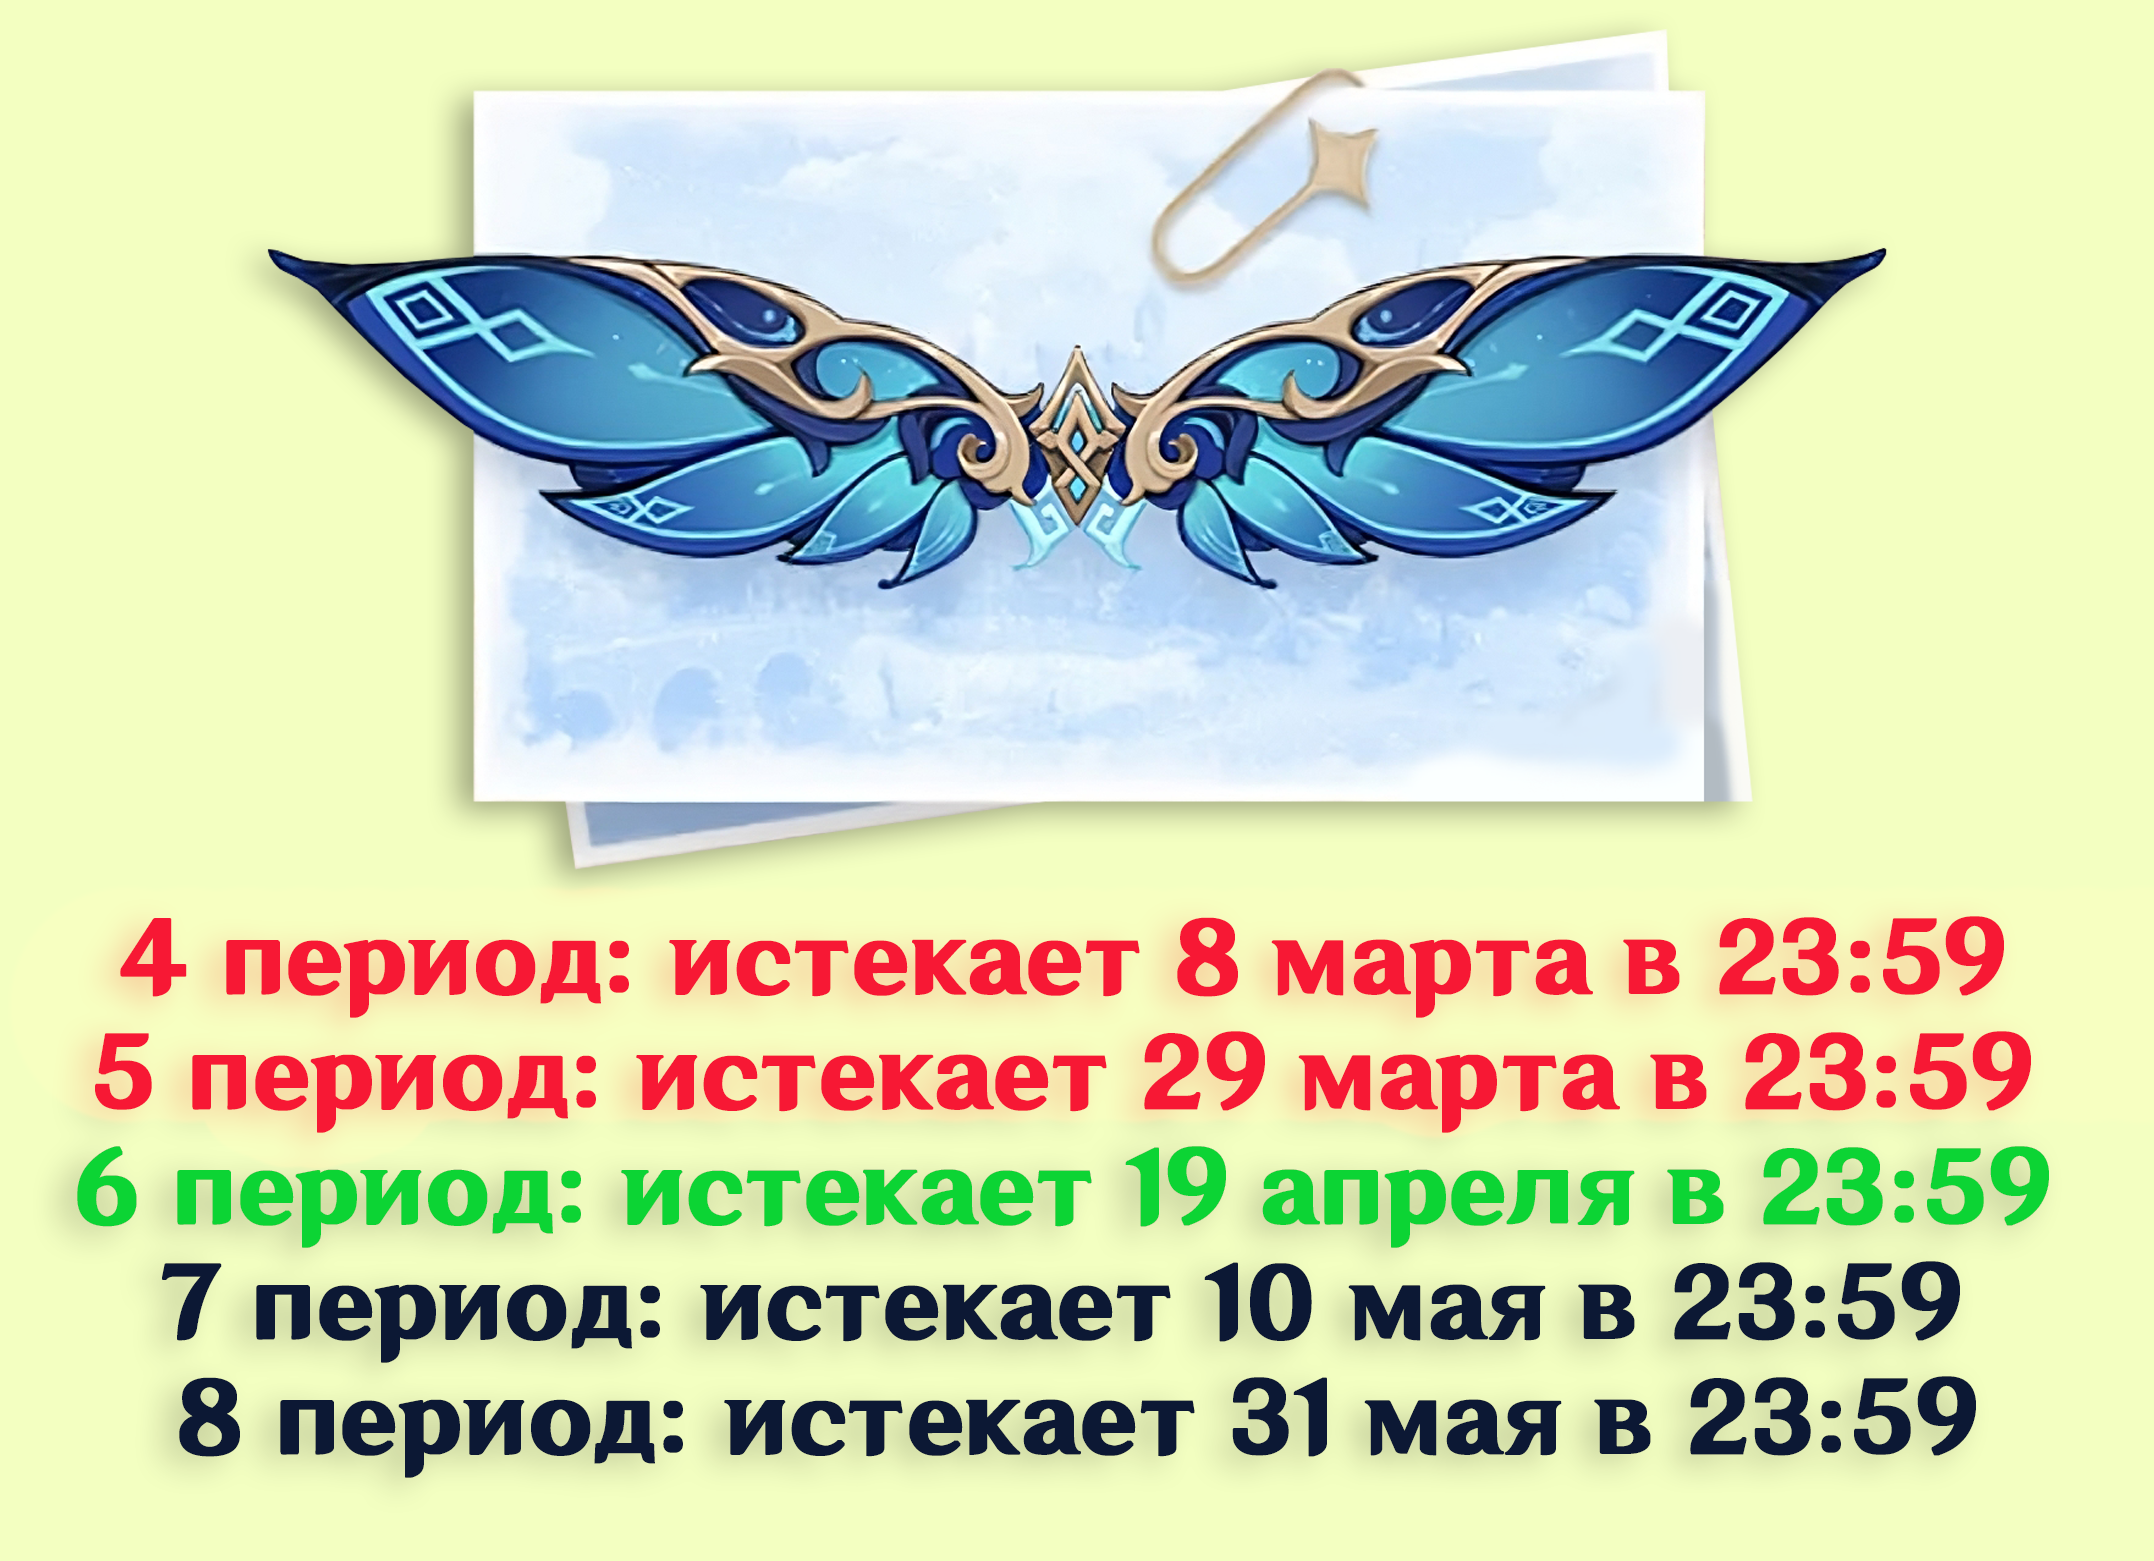 4 период: истекает 8 марта в 23:59
5 период: истекает 29 марта в 23:59
6 период: истекает 19 апреля в 23:59
7 период: истекает 10 мая в 23:59
8 период: истекает 31 мая в 23:59